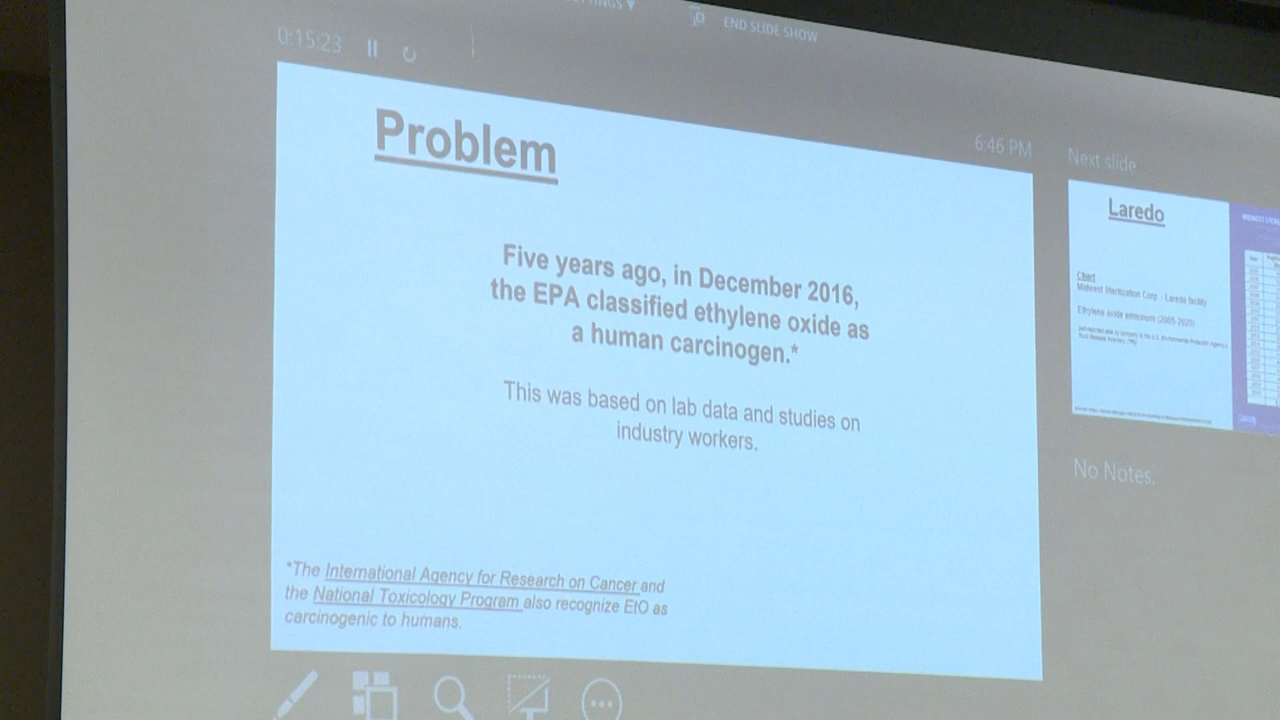 END SLIDE SHOW
0:15:23
6:46 PM
Problem
Five years ago, in December 2016,
the EPA classified ethylene oxide as
a human carcinogen.*
This was based on lab data and studies on
industry workers.
*The International Agency for Research on Cancer and
the National Toxicology Program also recognize EtO as
carcinogenic to humans.
Next slide
Laredo
Chart
Midwest Sterilization Corp. - Laredo facility
Ethylene oxide emissions (2005-2020)
No Notes.